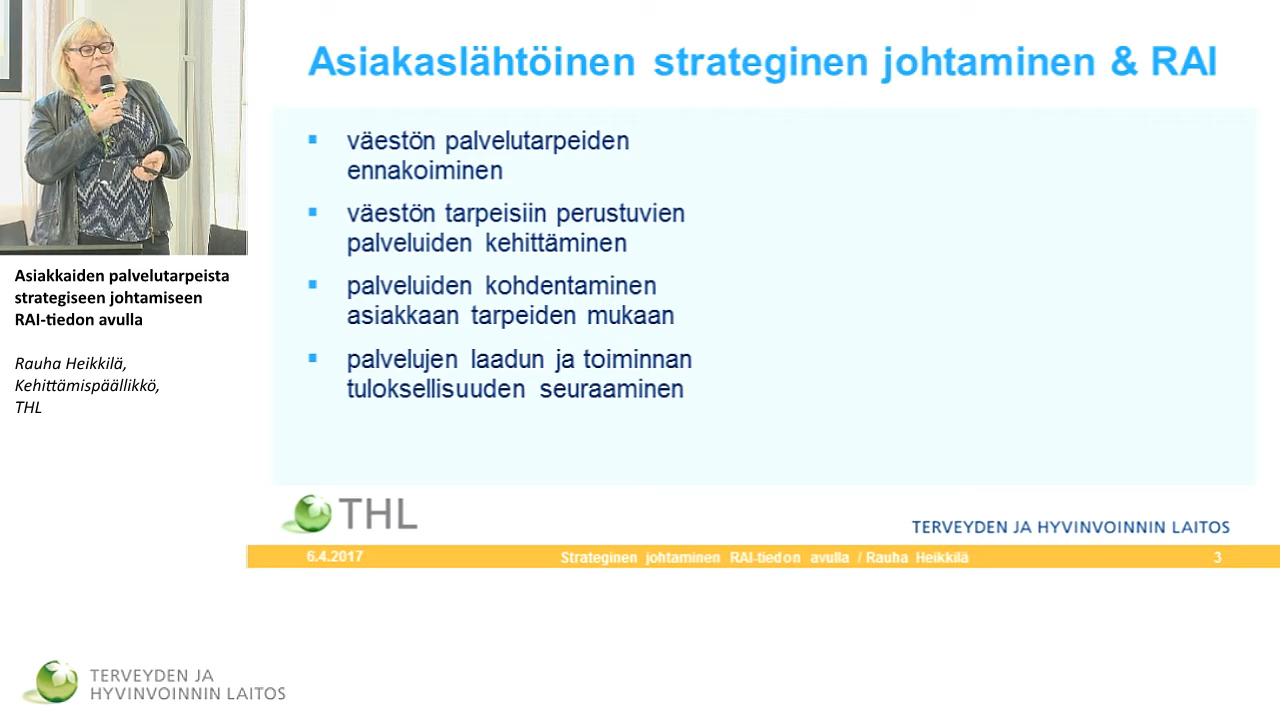 Asiakaslähtöinen strateginen johtaminen & RAI
väestön palvelutarpeiden
ennakoiminen
väestön tarpeisiin perustuvien
palveluiden kehittäminen
palveluiden kohdentaminen
asiakkaan tarpeiden mukaan
palvelujen laadun ja toiminnan
tuloksellisuuden seuraaminen
THL
TERVEYDEN JA HYVINVOINNIN LAITOS
6.4.2017 Strateginen johtaminen RAI-tiedon avulla / Rauha Heikkilä 3
Asiakkaiden palvelutarpeista
strategiseen johtamiseen
RAI-tiedon avulla
Rauha Heikkilä,
Kehittämispäällikkö,
THL
TERVEYDEN JA
HYVINVOINNIN LAITOS